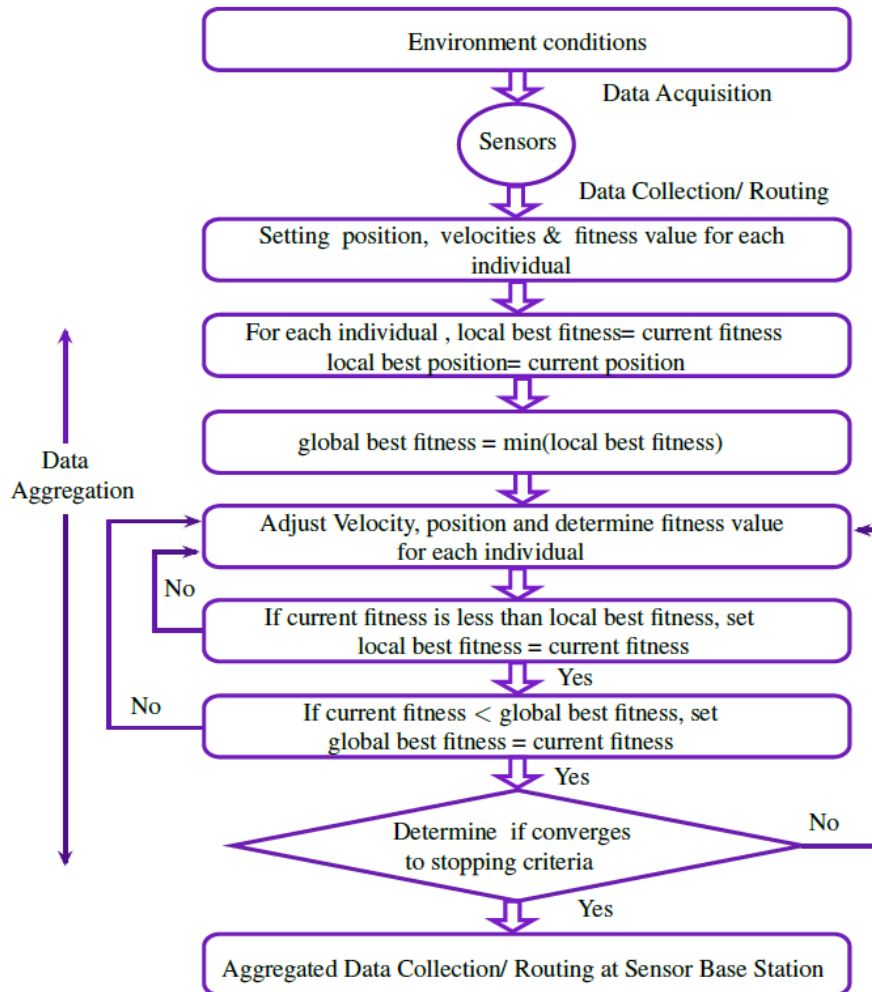 Environment conditions
Data Acquisition
Sensors
Data Collection/ Routing
Setting position, velocities & fitness value for each
individual
For each individual , local best fitness= current fitness
local best position= current position
global best fitness = min(local best fitness)
Data
Aggregation
Adjust Velocity, position and determine fitness value
for each individual
No
If current fitness is less than local best fitness, set
local best fitness = current fitness
Yes
No
If current fitness < global best fitness, set
global best fitness = current fitness
Yes
Determine if converges
to stopping criteria
No
Yes
Aggregated Data Collection/ Routing at Sensor Base Station